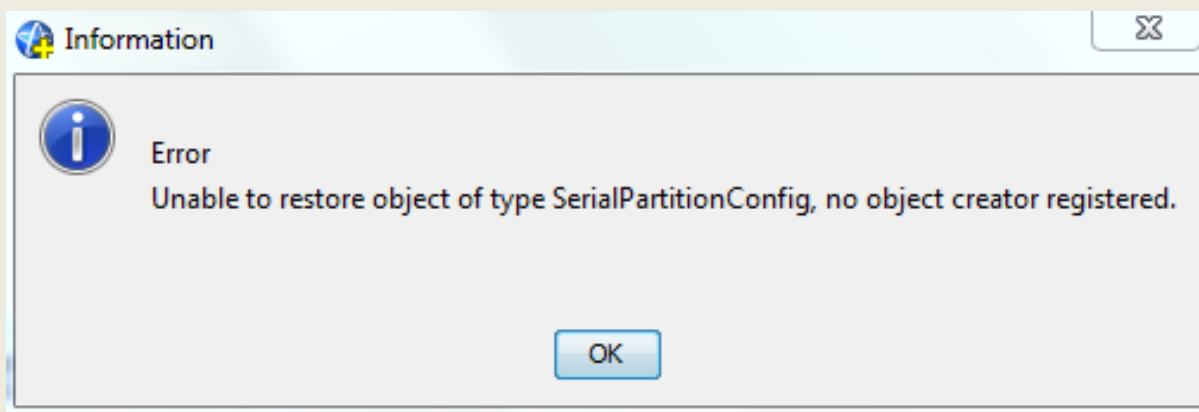 Information
Error
Unable to restore object of type SerialPartitionConfig, no object creator registered.
OK